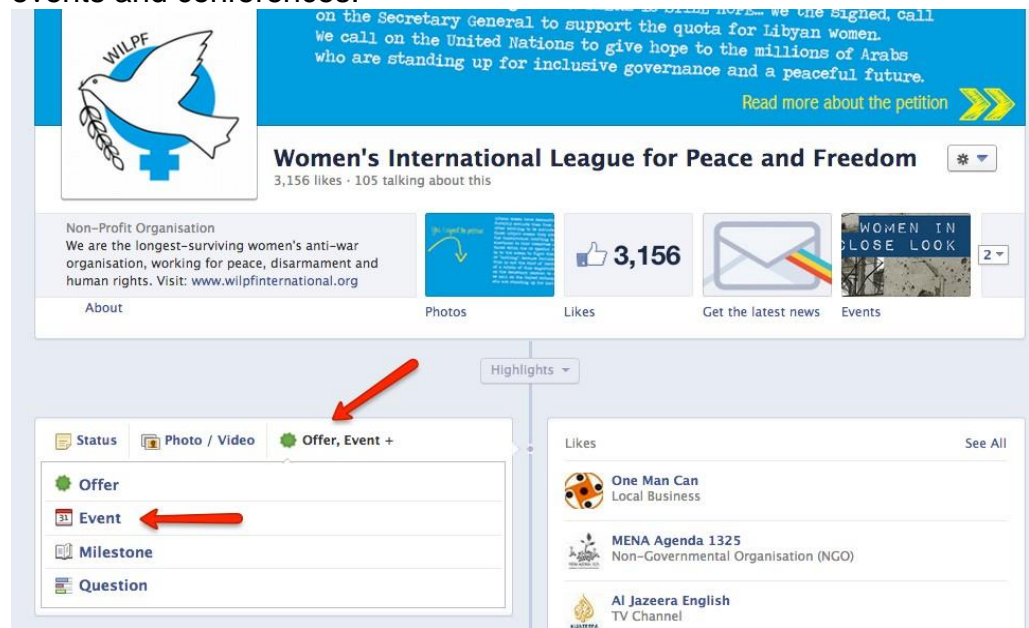 events and conferences.
on the Secretary General to support the quota for Libyan women.
We call on the United Nations to give hope to the millions of Arabs
who are standing up for inclusive governance and a peaceful future.
Read more about the petition
WILPF
Women's International League for Peace and Freedom
3,156 likes · 105 talking about this
Non-Profit Organisation
We are the longest-surviving women's anti-war
organisation, working for peace, disarmament and
human rights. Visit: www.wilpfinternational.org
About
3,156
WOMEN IN
CLOSE LOOK
2
Photos
Likes
Get the latest news
Events
Highlights
Status
Photo / Video
Offer, Event +
Offer
31 Event
Milestone
Question
Likes
See All
One Man Can
Local Business
MENA Agenda 1325
Non-Governmental Organisation (NGO)
Al Jazeera English
TV Channel